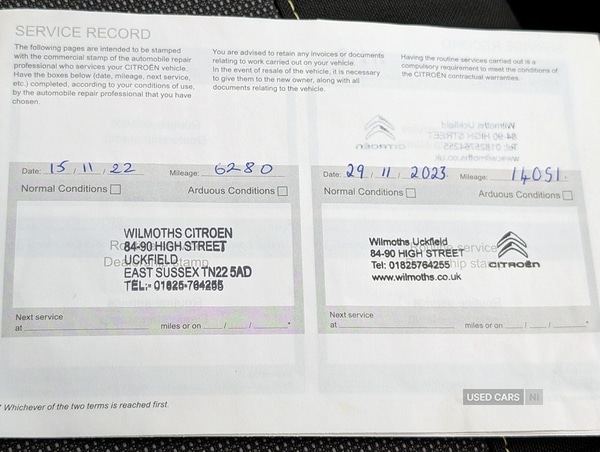 SERVICE RECORD
The following pages are intended to be stamped
with the commercial stamp of the automobile repair
professional who services your CITROËN vehicle.
Have the boxes below (date, mileage, next service,
etc.) completed, according to your conditions of use,
by the automobile repair professional that you have
chosen.
You are advised to retain any invoices or documents
relating to work carried out on your vehicle.
In the event of resale of the vehicle, it is necessary
to give them to the new owner, along with all
documents relating to the vehicle.
Having the routine services carried out is a
compulsory requirement to meet the conditions of
the CITROËN contractual warranties.
Date: 15 / 11 / 22 Mileage: 6280
Normal Conditions Arduous Conditions
WILMOTHS CITROEN
84-90 HIGH STREET
UCKFIELD
EAST SUSSEX TN22 5AD
TEL:- 01825-764255
Next service
at miles or on / / *
Date: 29 / 11 / 2023 Mileage: 14051.
Normal Conditions Arduous Conditions
Wilmoths Uckfield
84-90 HIGH STREET
Tel: 01825764255
www.wilmoths.co.uk
CITROËN
Next service
at miles or on / / *
* Whichever of the two terms is reached first.
USED CARS NI